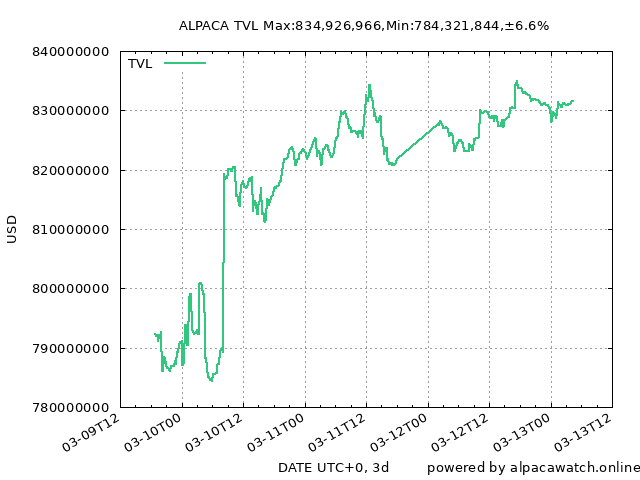 ALPACA TVL Max:834,926,966,Min:784,321,844,±6.6%
TVL
840000000
830000000
820000000
810000000
800000000
790000000
780000000
USD
03-09T12
03-10T00
03-10T12
03-11T00
03-11T12
03-12T00
03-12T12
03-13T00
03-13T12
DATE UTC+0, 3d
powered by alpacawatch.online